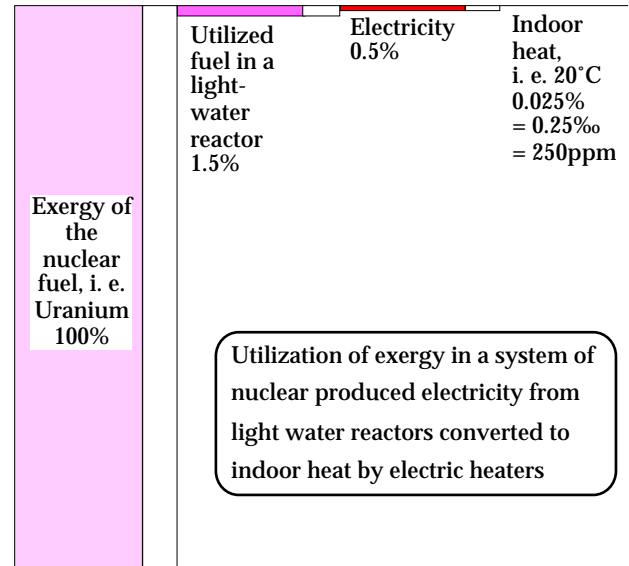 Exergy of
the
nuclear
fuel, i. e.
Uranium
100%
Utilized
fuel in a
light-
water
reactor
1.5%
Electricity
0.5%
Indoor
heat,
i. e. 20˚C
0.025%
= 0.25‰
= 250ppm
Utilization of exergy in a system of
nuclear produced electricity from
light water reactors converted to
indoor heat by electric heaters